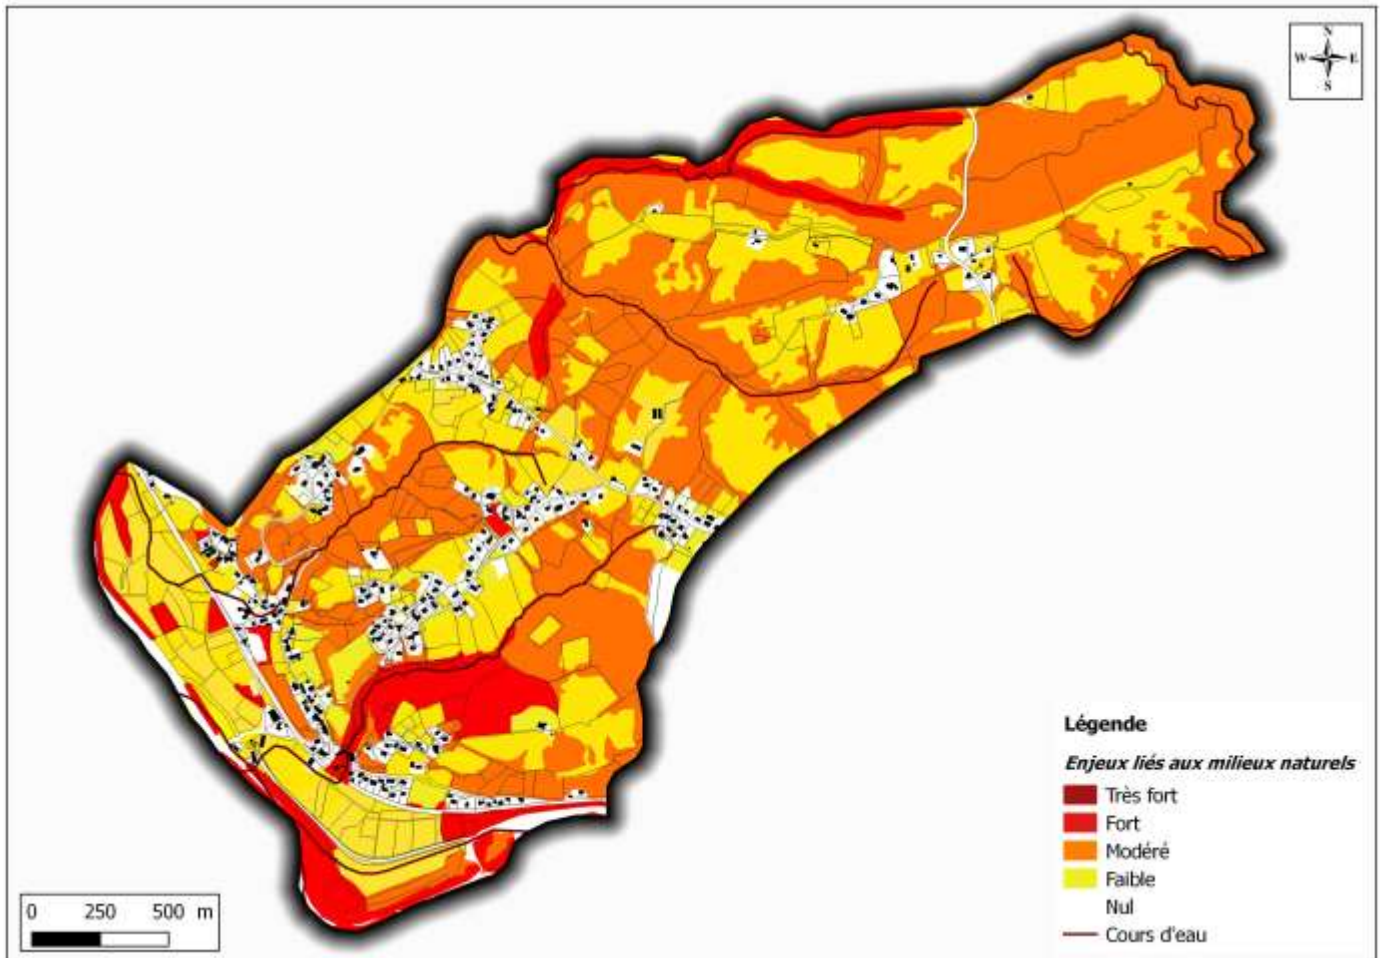 N
W E
S
Légende
Enjeux liés aux milieux naturels
Très fort
Fort
Modéré
Faible
Nul
Cours d'eau
0 250 500 m